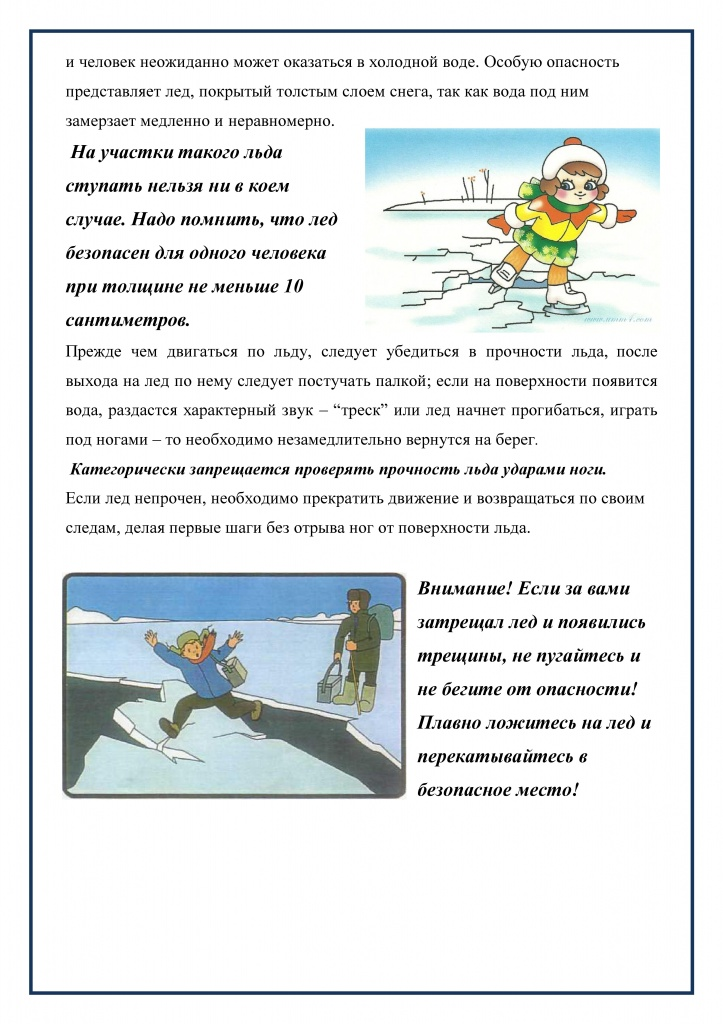 и человек неожиданно может оказаться в холодной воде. Особую опасность
представляет лед, покрытый толстым слоем снега, так как вода под ним
замерзает медленно и неравномерно.
На участки такого льда
ступать нельзя ни в коем
случае. Надо помнить, что лед
безопасен для одного человека
при толщине не меньше 10
сантиметров.
Прежде чем двигаться по льду, следует убедиться в прочности льда, после
выхода на лед по нему следует постучать палкой; если на поверхности появится
вода, раздастся характерный звук – “треск” или лед начнет прогибаться, играть
под ногами – то необходимо незамедлительно вернутся на берег.
Категорически запрещается проверять прочность льда ударами ноги.
Если лед непрочен, необходимо прекратить движение и возвращаться по своим
следам, делая первые шаги без отрыва ног от поверхности льда.
Внимание! Если за вами
затрещал лед и появились
трещины, не пугайтесь и
не бегите от опасности!
Плавно ложитесь на лед и
перекатывайтесь в
безопасное место!